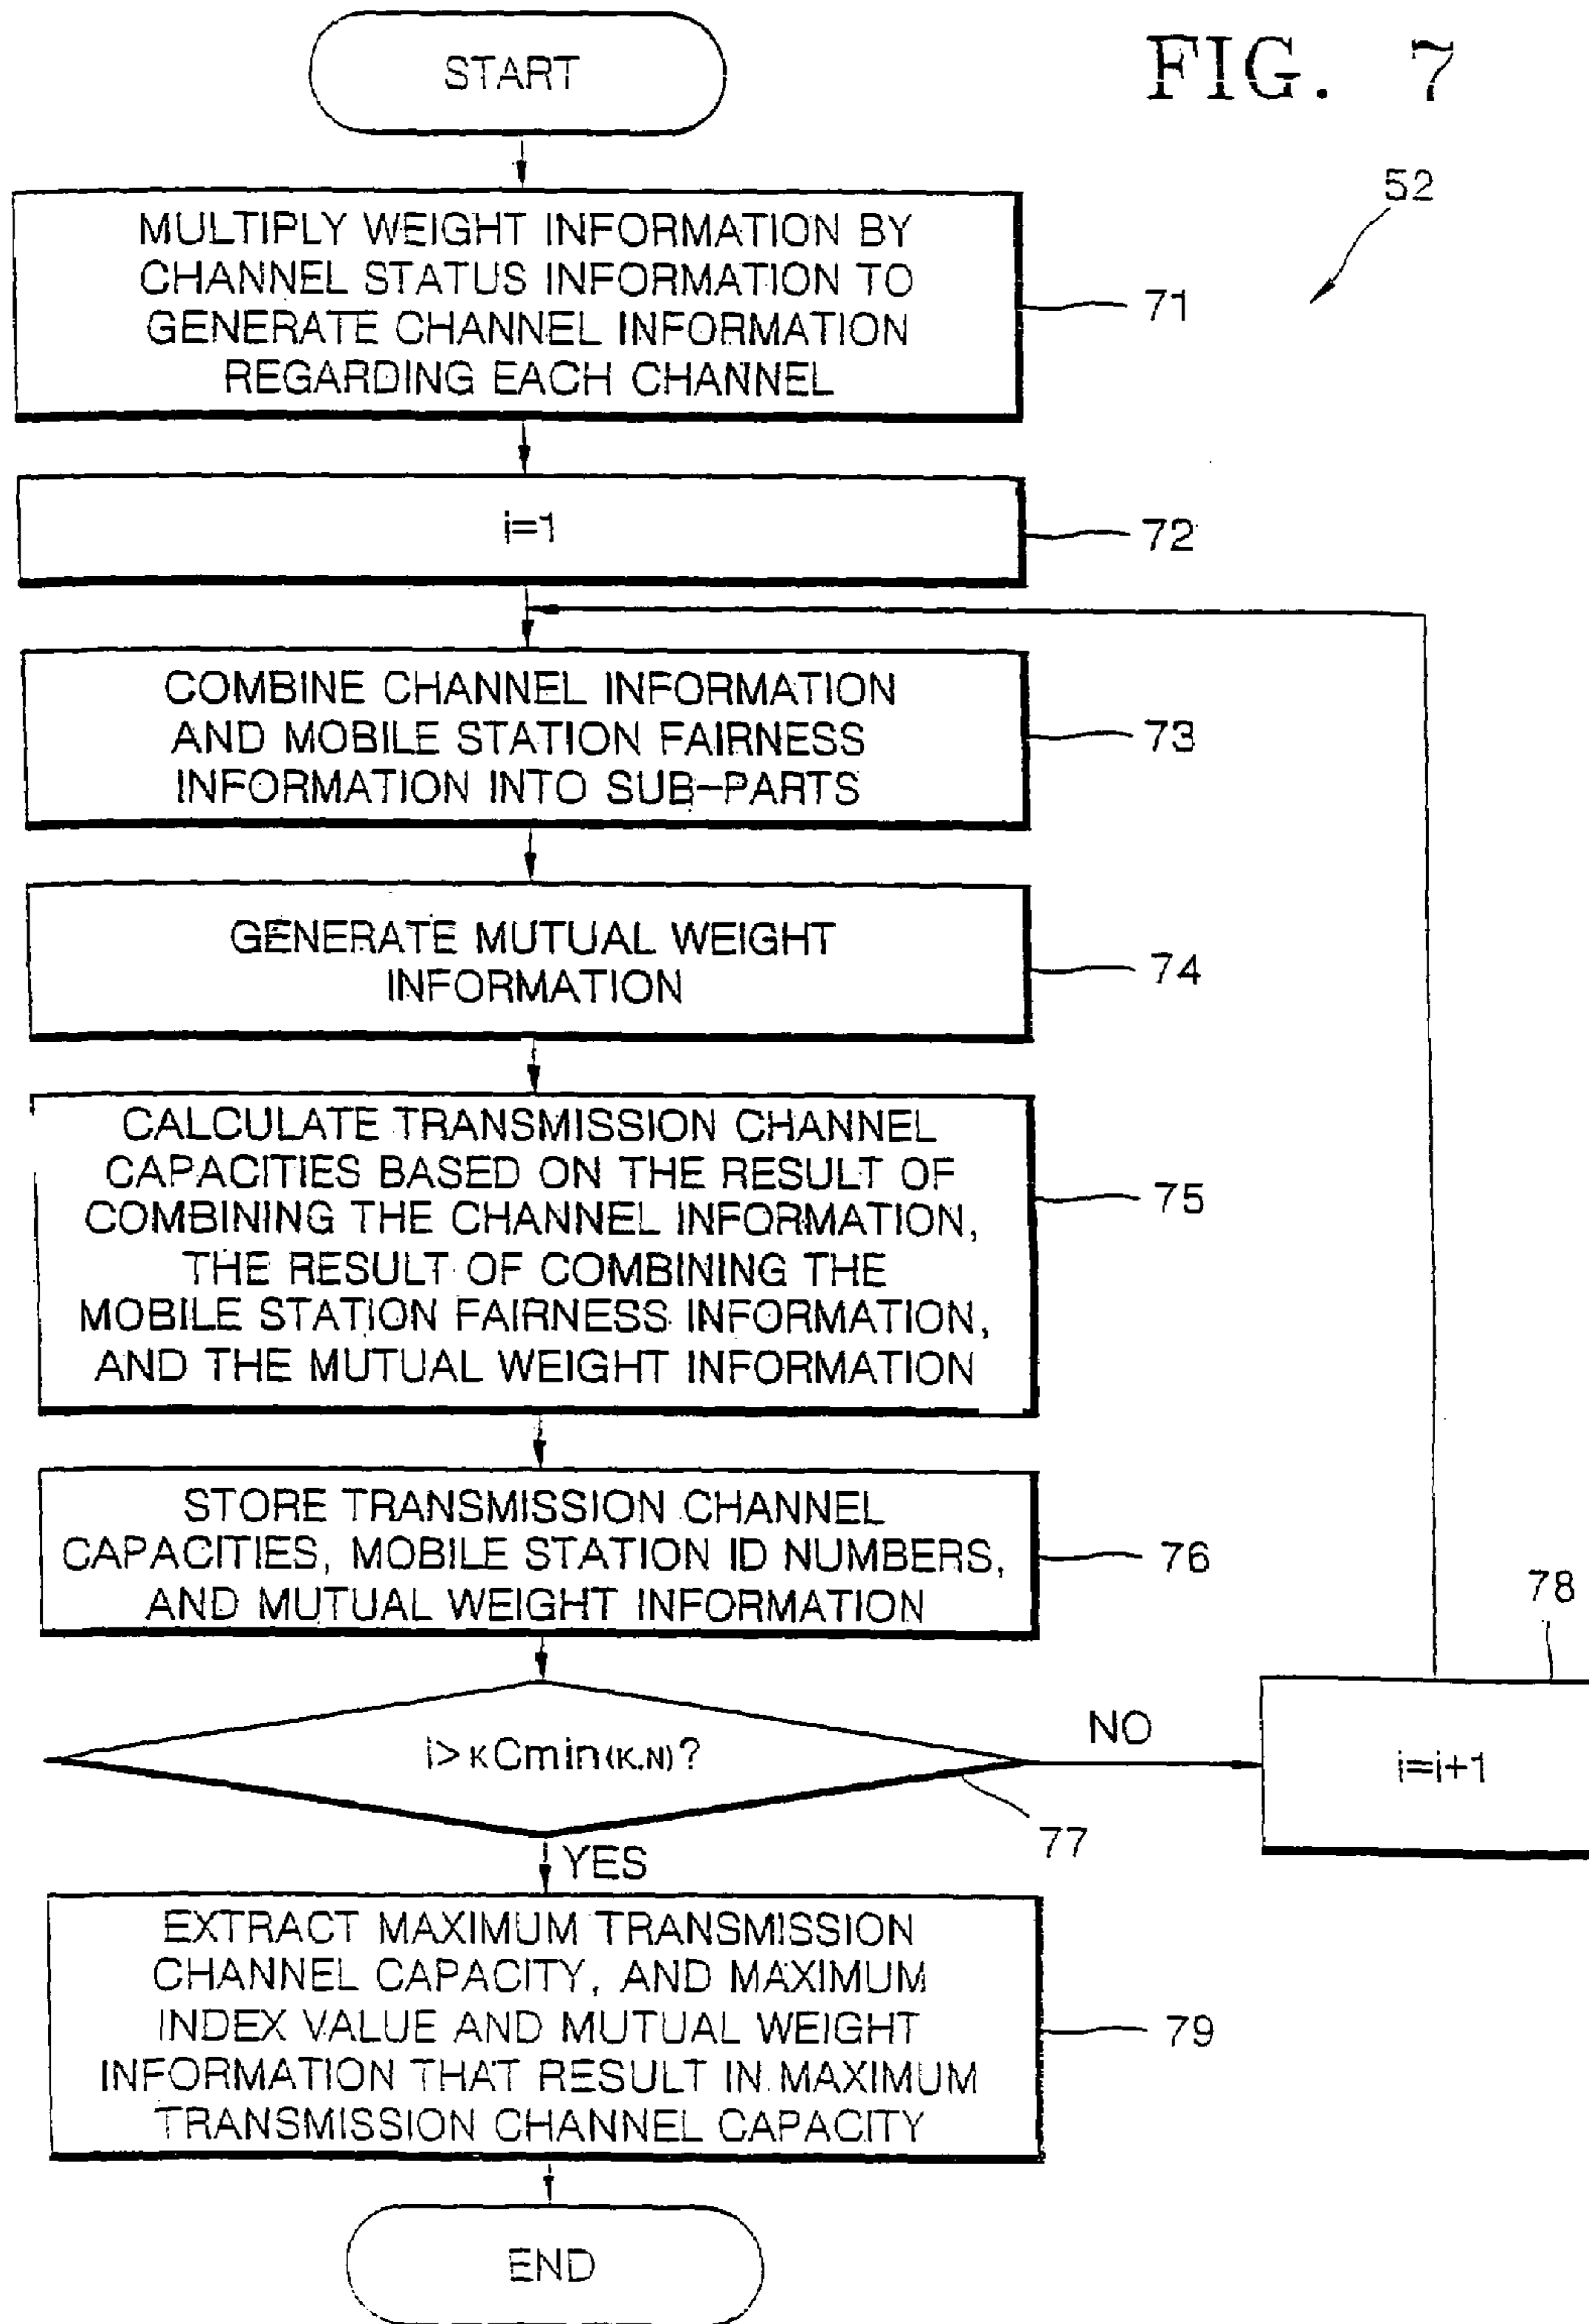 FIG. 7
52
START
MULTIPLY WEIGHT INFORMATION BY
CHANNEL STATUS INFORMATION TO
GENERATE CHANNEL INFORMATION
REGARDING EACH CHANNEL
71
i=1
72
COMBINE CHANNEL INFORMATION
AND MOBILE STATION FAIRNESS
INFORMATION INTO SUB-PARTS
73
GENERATE MUTUAL WEIGHT
INFORMATION
74
CALCULATE TRANSMISSION CHANNEL
CAPACITIES BASED ON THE RESULT OF
COMBINING THE CHANNEL INFORMATION,
THE RESULT OF COMBINING THE
MOBILE STATION FAIRNESS INFORMATION,
AND THE MUTUAL WEIGHT INFORMATION
75
STORE TRANSMISSION CHANNEL
CAPACITIES, MOBILE STATION ID NUMBERS,
AND MUTUAL WEIGHT INFORMATION
76
i>KCmin(K,N)?
77
NO
78
i=i+1
YES
EXTRACT MAXIMUM TRANSMISSION
CHANNEL CAPACITY, AND MAXIMUM
INDEX VALUE AND MUTUAL WEIGHT
INFORMATION THAT RESULT IN MAXIMUM
TRANSMISSION CHANNEL CAPACITY
79
END